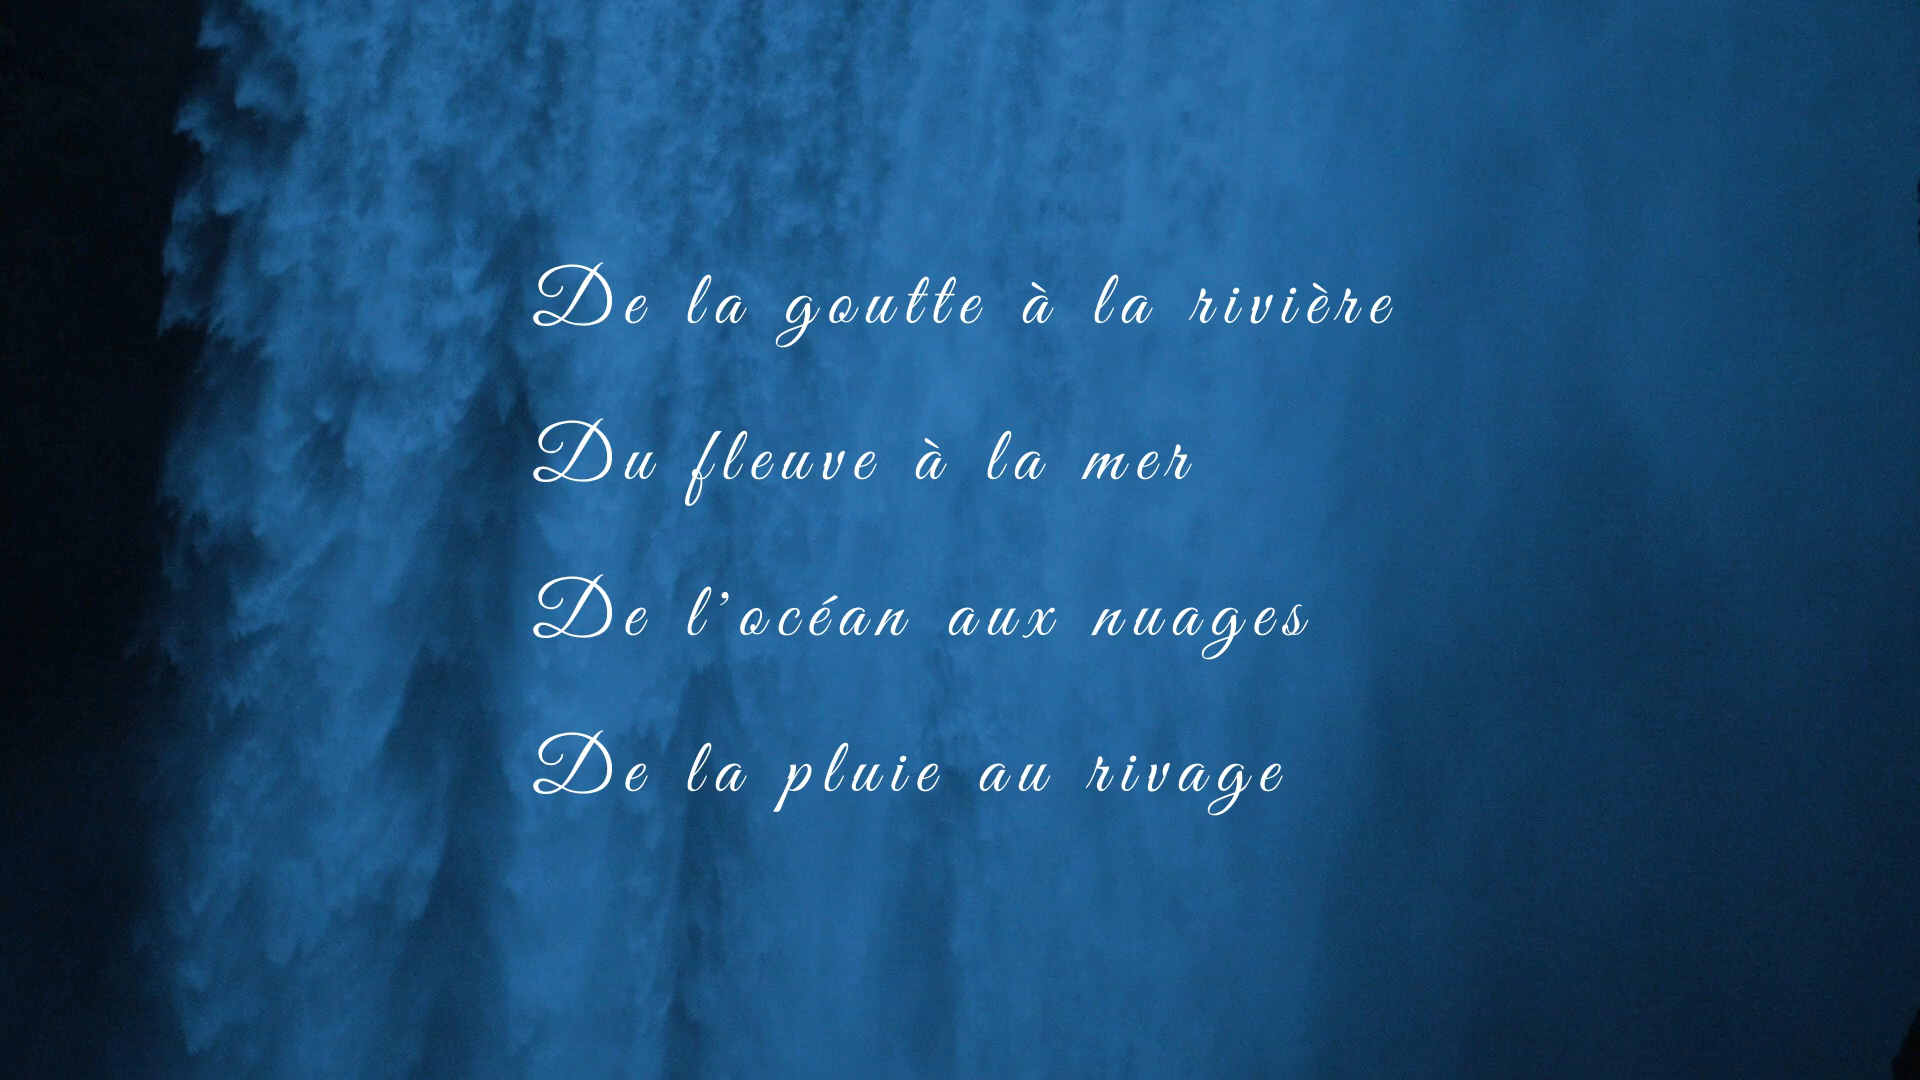 De la goutte à la rivière
Du fleuve à la mer
De l’océan aux nuages
De la pluie au rivage